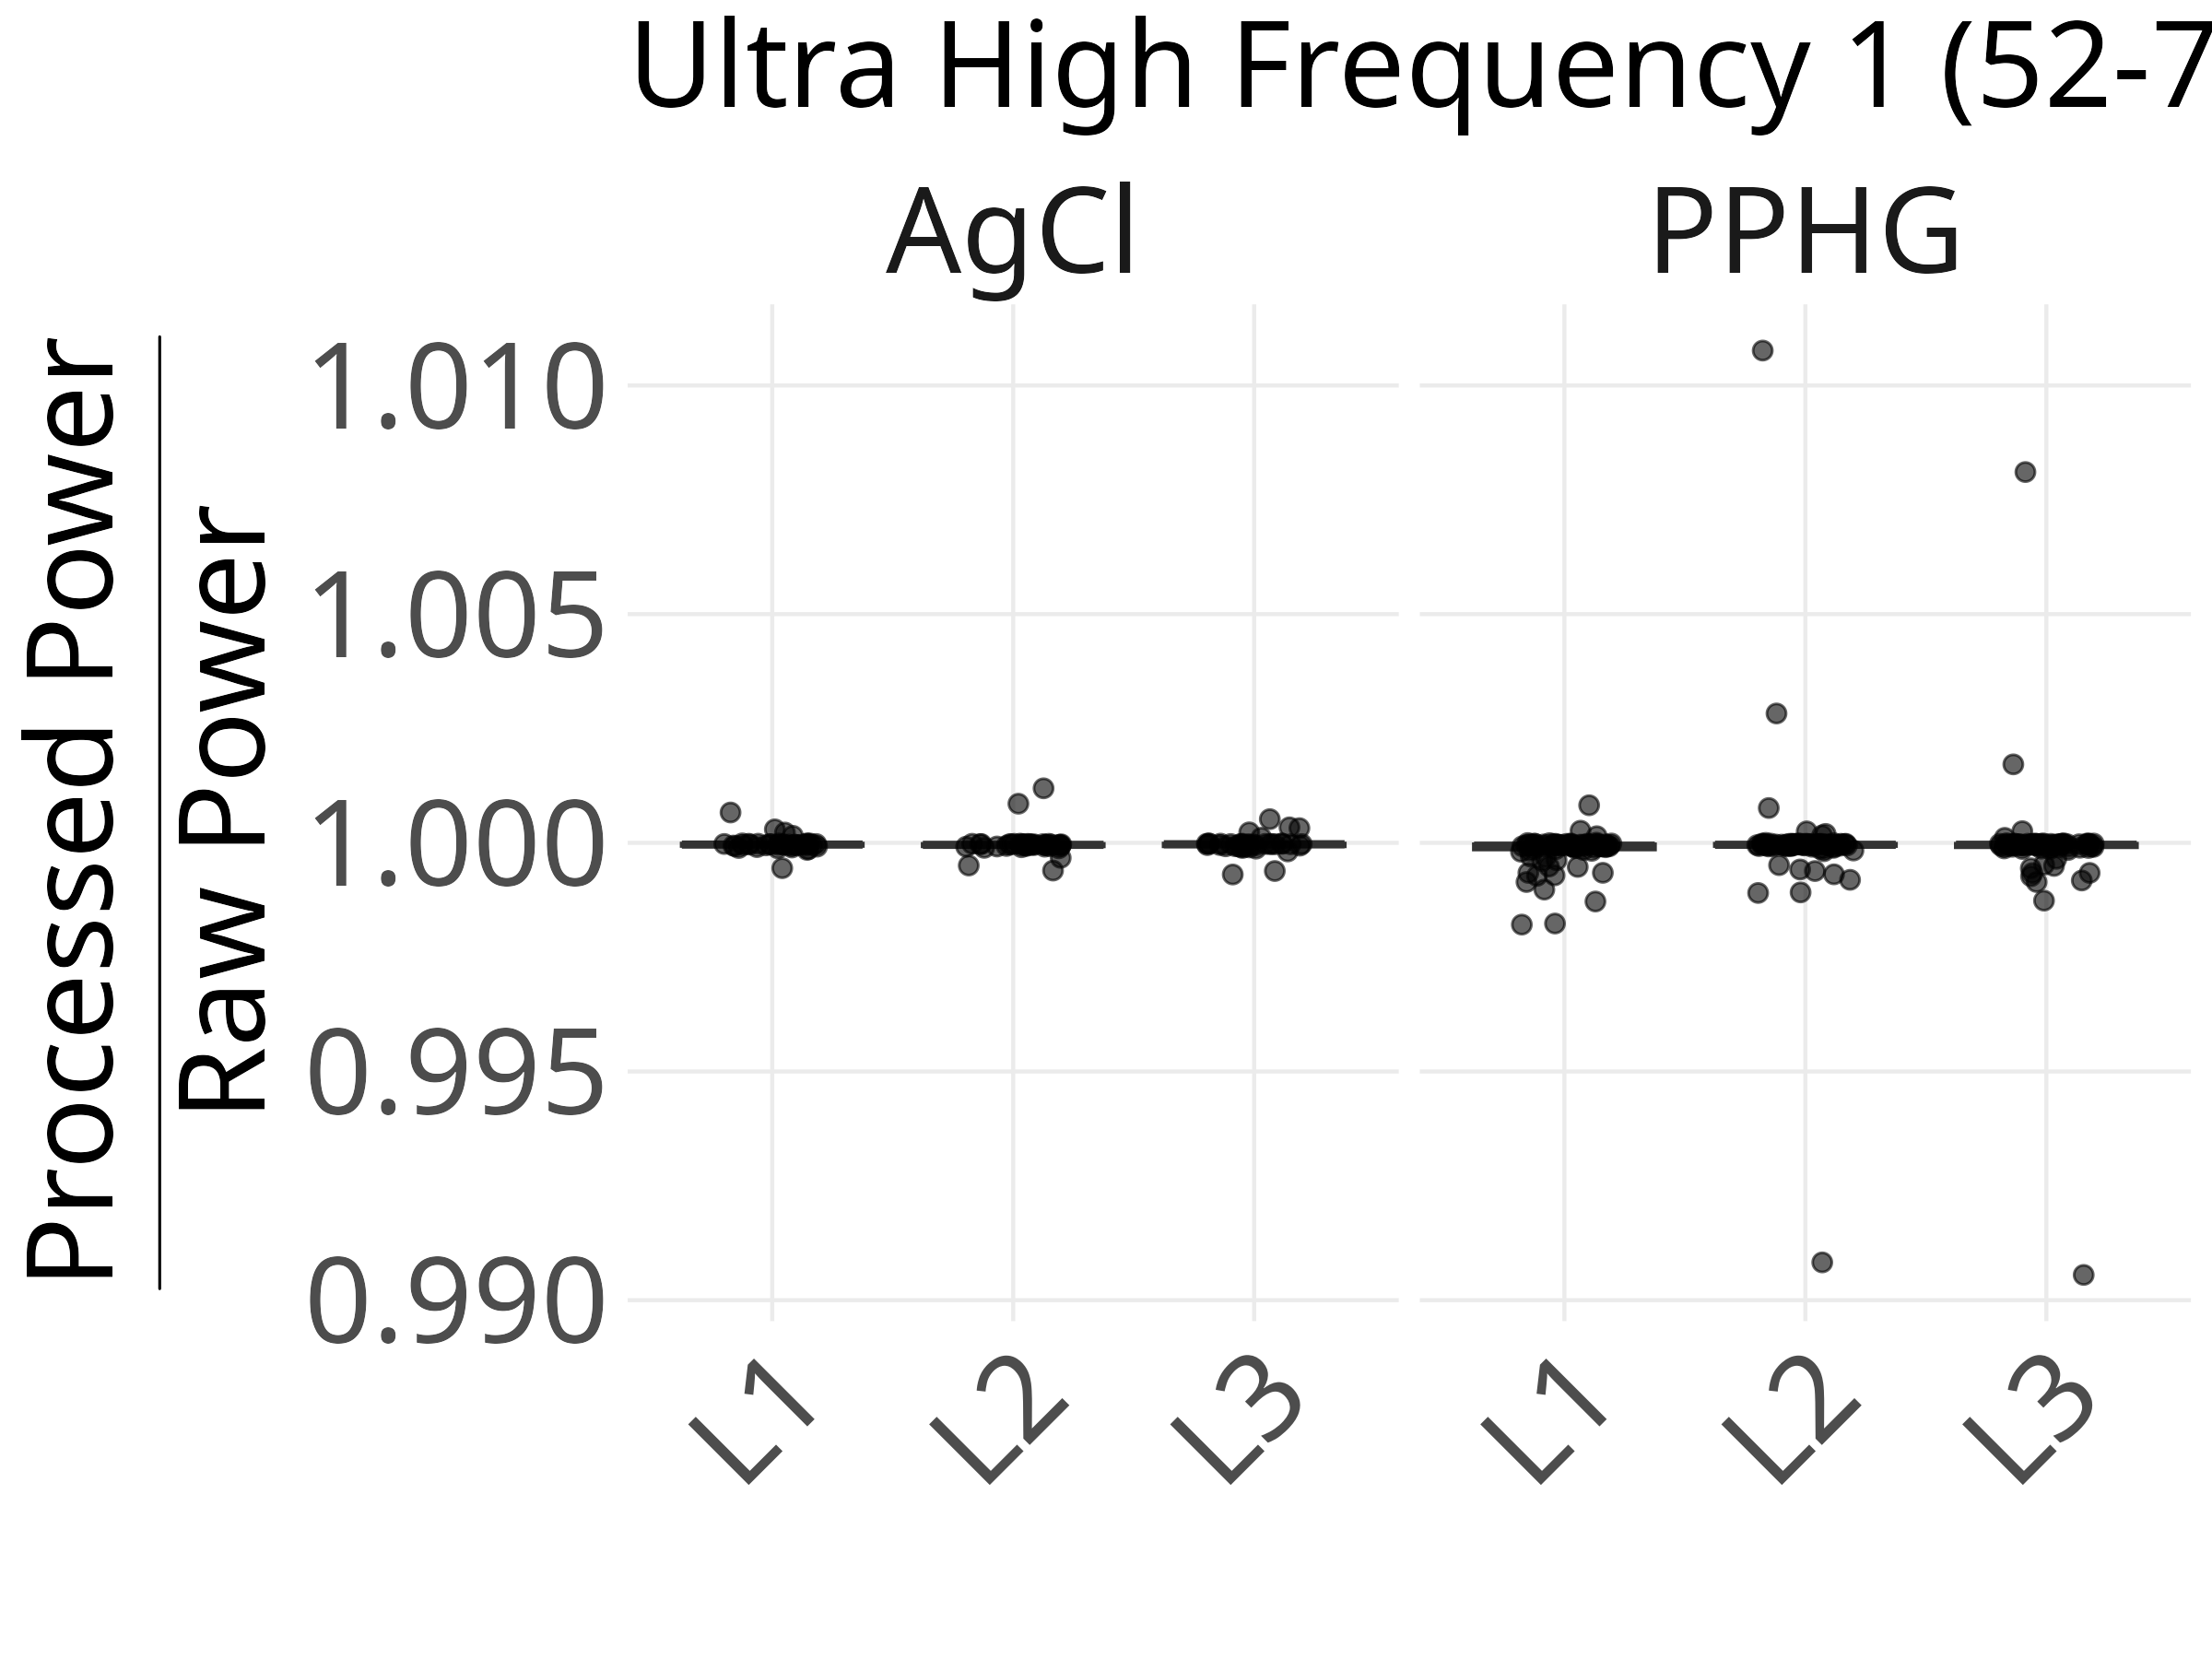 Ultra High Frequency 1 (52-7
AgCl
PPHG
Processed Power
Raw Power
1.010
1.005
1.000
0.995
0.990
L1
L2
L3
L1
L2
L3